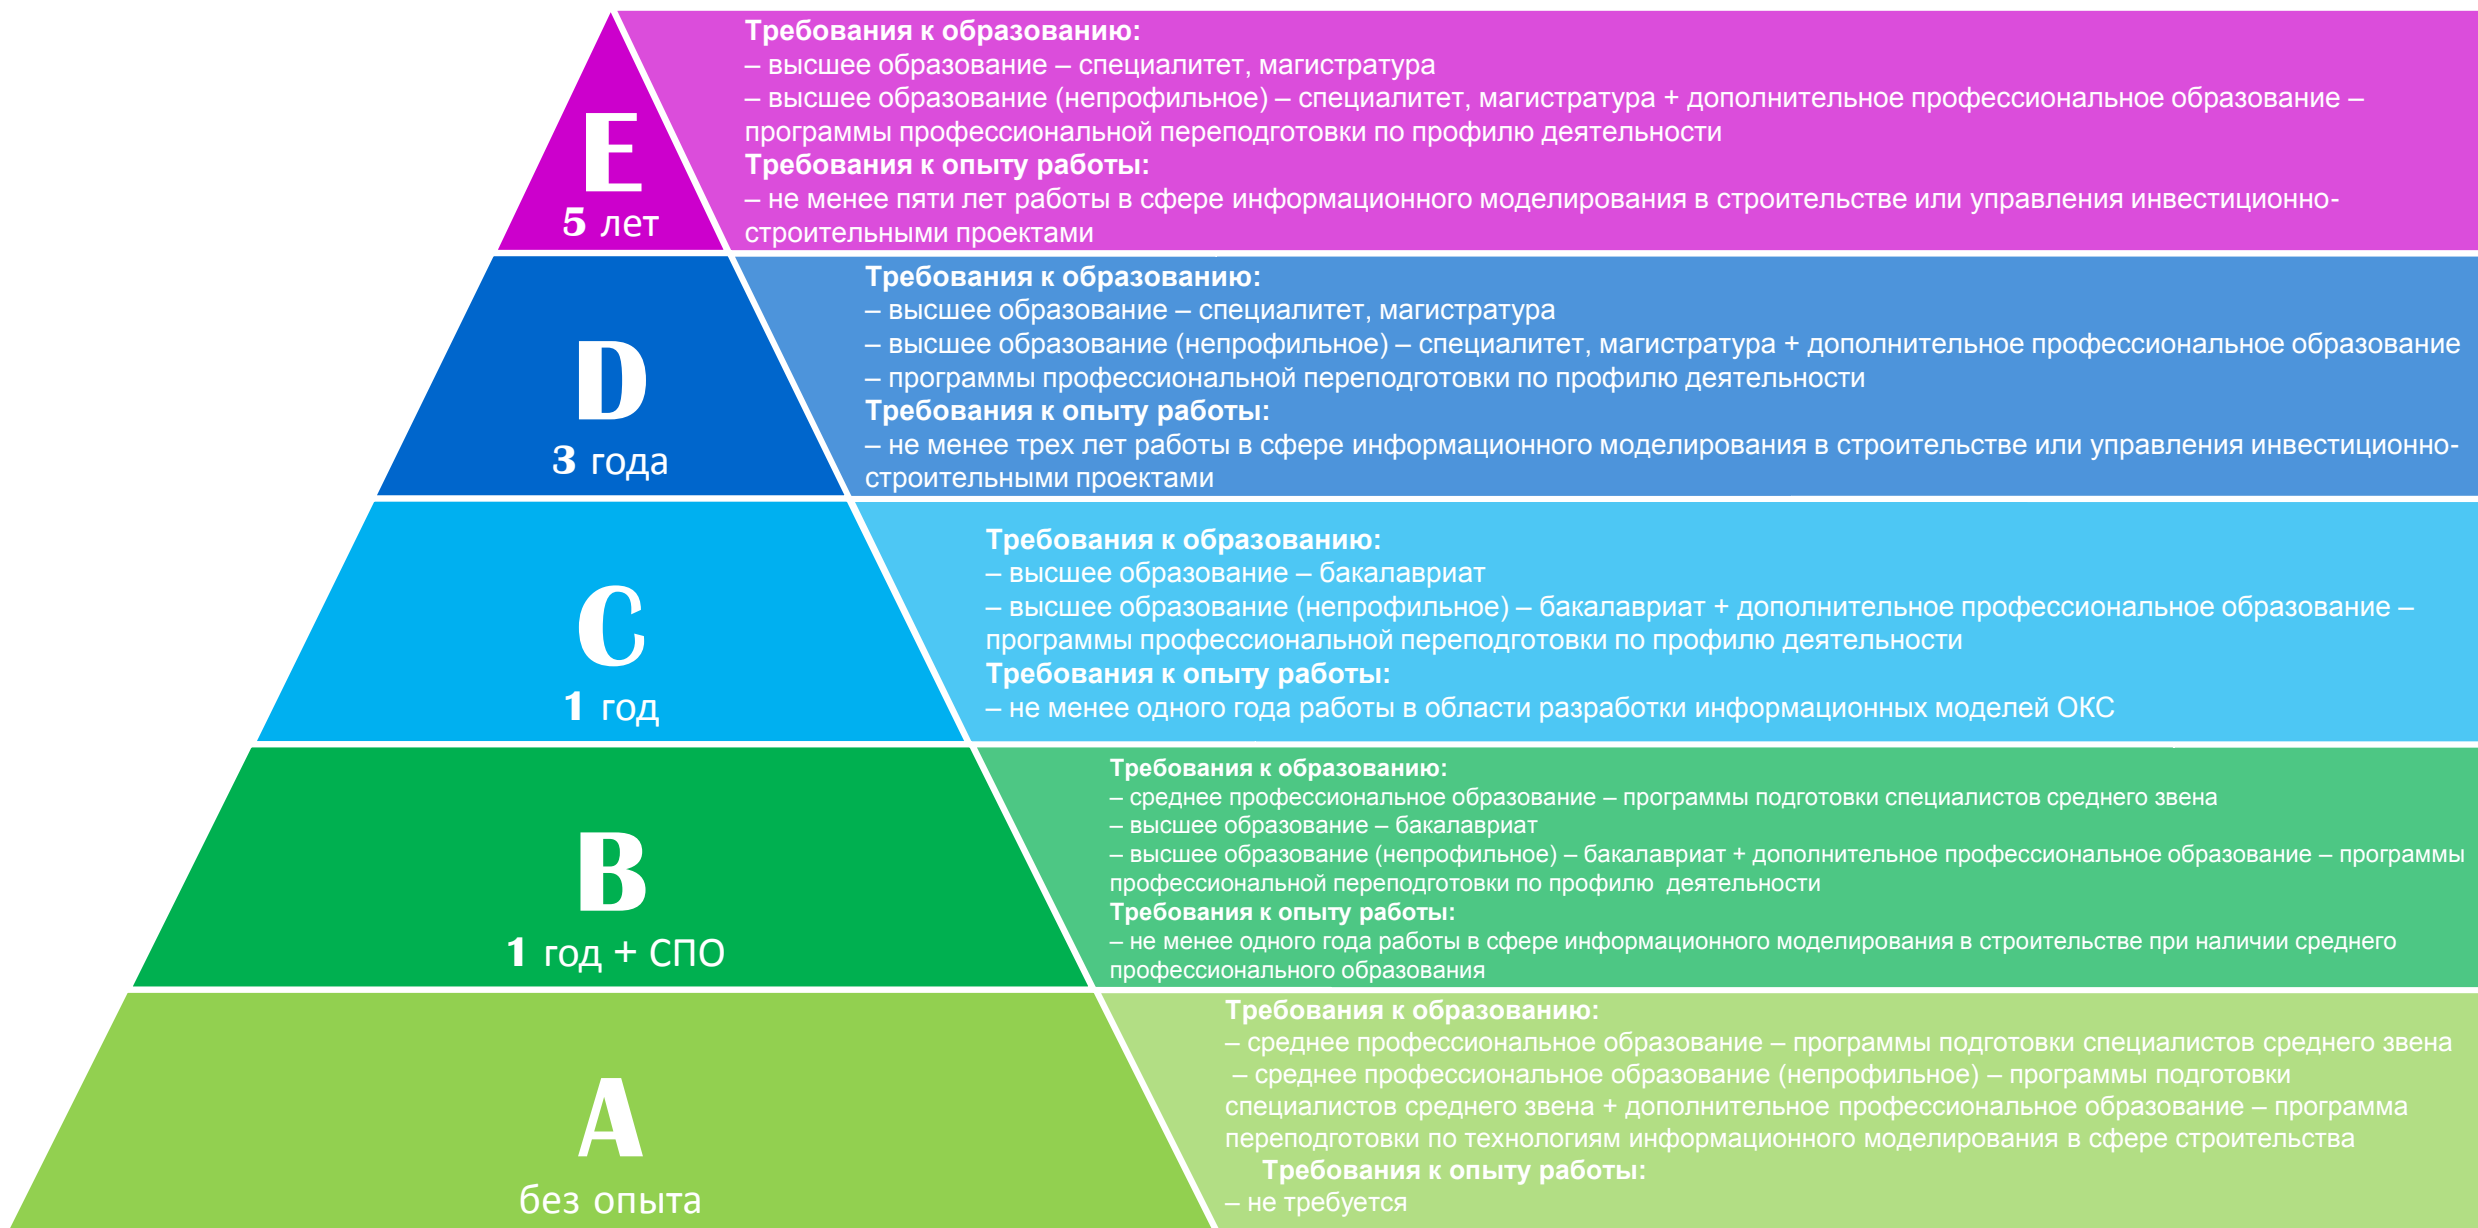 Требования к образованию:
– высшее образование – специалитет, магистратура
– высшее образование (непрофильное) – специалитет, магистратура + дополнительное профессиональное образование –
программы профессиональной переподготовки по профилю деятельности
Требования к опыту работы:
– не менее пяти лет работы в сфере информационного моделирования в строительстве или управления инвестиционно-
строительными проектами
E
5 лет
Требования к образованию:
– высшее образование – специалитет, магистратура
– высшее образование (непрофильное) – специалитет, магистратура + дополнительное профессиональное образование
– программы профессиональной переподготовки по профилю деятельности
Требования к опыту работы:
– не менее трех лет работы в сфере информационного моделирования в строительстве или управления инвестиционно-
строительными проектами
D
3 года
Требования к образованию:
– высшее образование – бакалавриат
– высшее образование (непрофильное) – бакалавриат + дополнительное профессиональное образование –
программы профессиональной переподготовки по профилю деятельности
Требования к опыту работы:
– не менее одного года работы в области разработки информационных моделей ОКС
C
1 год
Требования к образованию:
– среднее профессиональное образование – программы подготовки специалистов среднего звена
– высшее образование – бакалавриат
– высшее образование (непрофильное) – бакалавриат + дополнительное профессиональное образование – программы
профессиональной переподготовки по профилю деятельности
Требования к опыту работы:
– не менее одного года работы в сфере информационного моделирования в строительстве при наличии среднего
профессионального образования
B
1 год + СПО
Требования к образованию:
– среднее профессиональное образование – программы подготовки специалистов среднего звена
– среднее профессиональное образование (непрофильное) – программы подготовки
специалистов среднего звена + дополнительное профессиональное образование – программа
переподготовки по технологиям информационного моделирования в сфере строительства
Требования к опыту работы:
– не требуется
A
без опыта